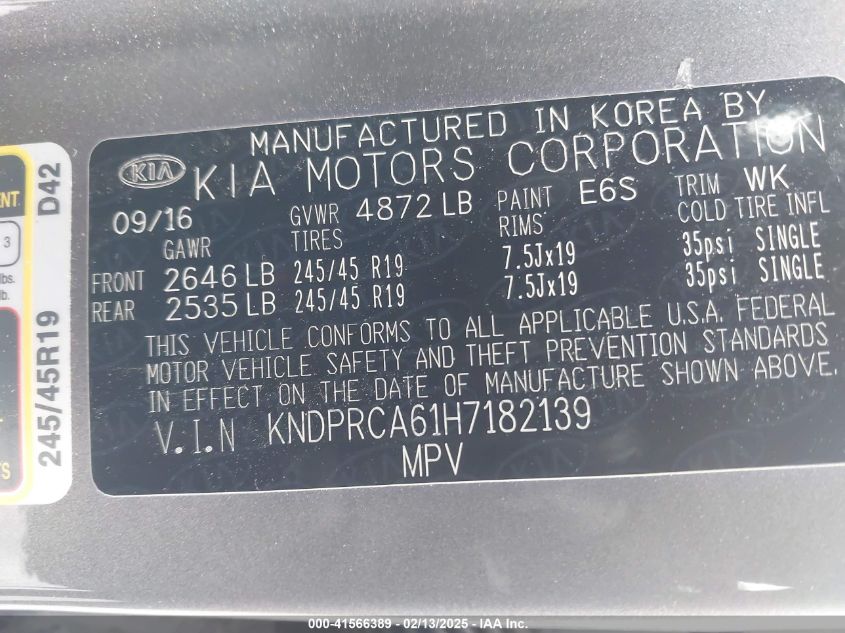 MANUFACTURED IN KOREA BY
KIA KIA MOTORS CORPORATION
09/16 GVWR 4872 LB PAINT E6S TRIM WK
GAWR TIRES RIMS COLD TIRE INFL
FRONT 2646 LB 245/45 R19 7.5Jx19 35psi SINGLE
REAR 2535 LB 245/45 R19 7.5Jx19 35psi SINGLE
THIS VEHICLE CONFORMS TO ALL APPLICABLE U.S.A. FEDERAL
MOTOR VEHICLE SAFETY AND THEFT PREVENTION STANDARDS
IN EFFECT ON THE DATE OF MANUFACTURE SHOWN ABOVE.
V.I.N KNDPRCA61H7182139
MPV
245/45R19 D42
3
lbs.
b.
000-41566389 - 02/13/2025 - IAA Inc.